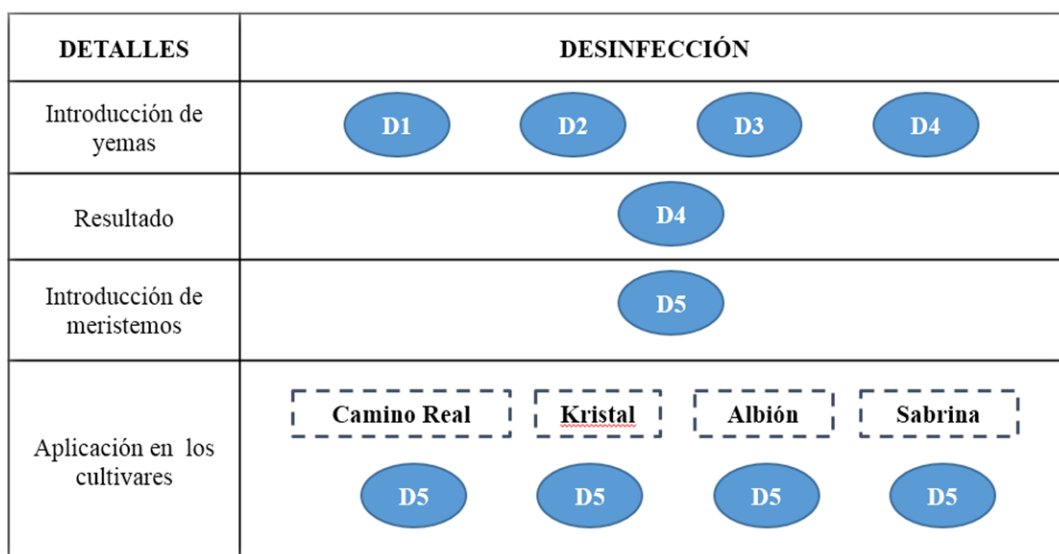 DETALLES DESINFECCIÓN
Introducción de
yemas
D1 D2 D3 D4
Resultado D4
Introducción de
meristemos
D5
Aplicación en los
cultivares
Camino Real Kristal Albión Sabrina
D5 D5 D5 D5